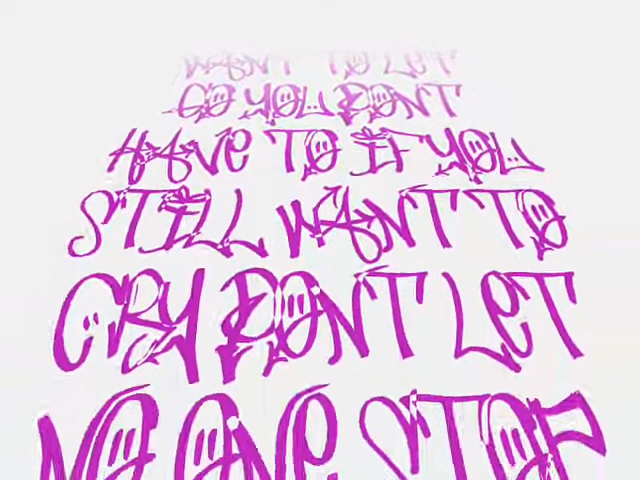 WANT TO LET
GO YOU DONT
HAVE TO IF YOU
STILL WANT TO
CRY DONT LET
NO ONE STOP